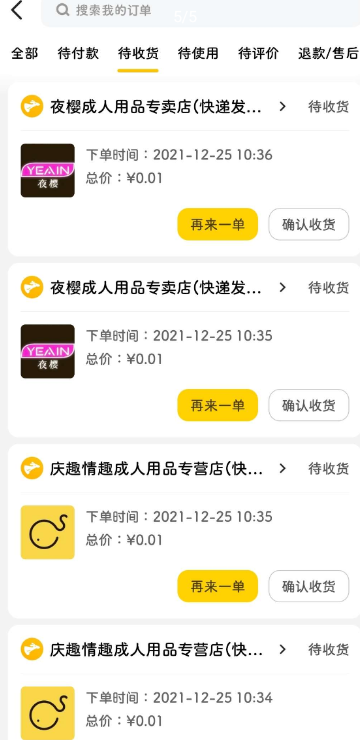 搜索我的订单
5/5
全部 待付款 待收货 待使用 待评价 退款/售后
夜樱成人用品专卖店(快递发... 待收货
下单时间：2021-12-25 10:36
YEAIN
夜樱
总价：¥0.01
再来一单 确认收货
夜樱成人用品专卖店(快递发... 待收货
下单时间：2021-12-25 10:35
YEAIN
夜樱
总价：¥0.01
再来一单 确认收货
庆趣情趣成人用品专营店(快... 待收货
下单时间：2021-12-25 10:35
总价：¥0.01
再来一单 确认收货
庆趣情趣成人用品专营店(快... 待收货
下单时间：2021-12-25 10:34
总价：¥0.01